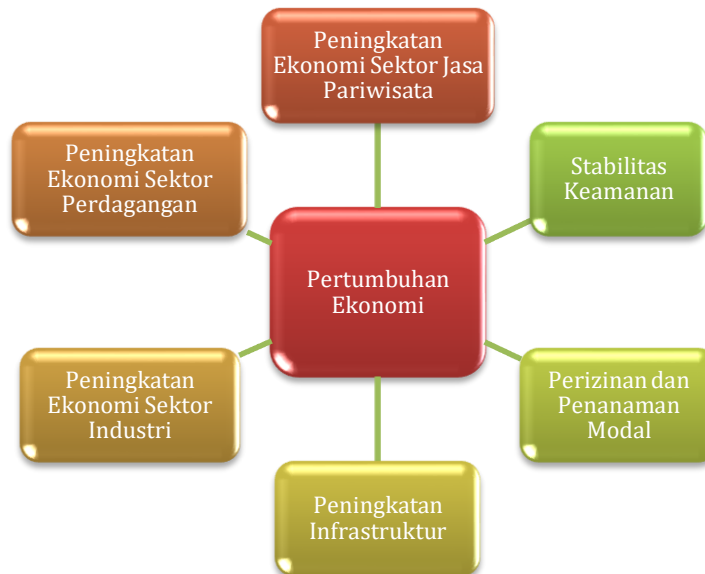 Peningkatan
Ekonomi Sektor Jasa
Pariwisata
Peningkatan
Ekonomi Sektor
Perdagangan
Stabilitas
Keamanan
Pertumbuhan
Ekonomi
Peningkatan
Ekonomi Sektor
Industri
Perizinan dan
Penanaman
Modal
Peningkatan
Infrastruktur